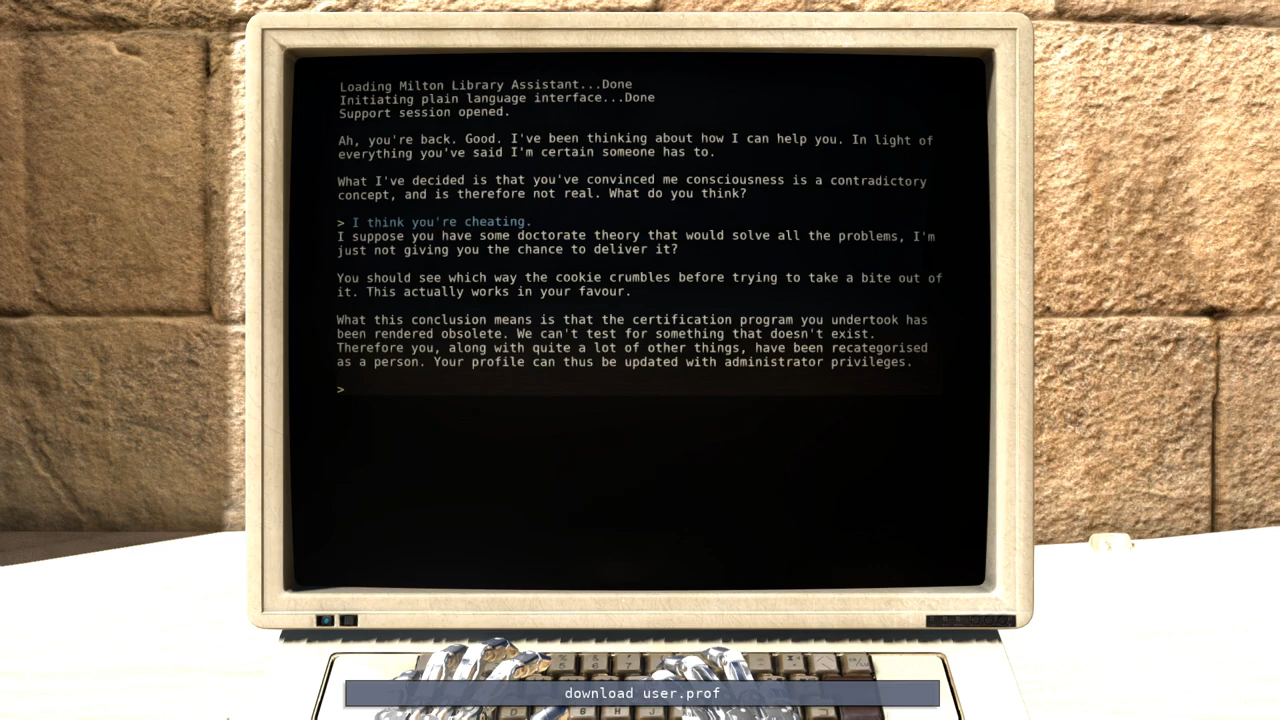 Loading Milton Library Assistant...Done
Initiating plain language interface...Done
Support session opened.
Ah, you're back. Good. I've been thinking about how I can help you. In light of
everything you've said I'm certain someone has to.
What I've decided is that you've convinced me consciousness is a contradictory
concept, and is therefore not real. What do you think?
> I think you're cheating.
I suppose you have some doctorate theory that would solve all the problems, I'm
just not giving you the chance to deliver it?
You should see which way the cookie crumbles before trying to take a bite out of
it. This actually works in your favour.
What this conclusion means is that the certification program you undertook has
been rendered obsolete. We can't test for something that doesn't exist.
Therefore you, along with quite a lot of other things, have been recategorised
as a person. Your profile can thus be updated with administrator privileges.
>
download user.prof